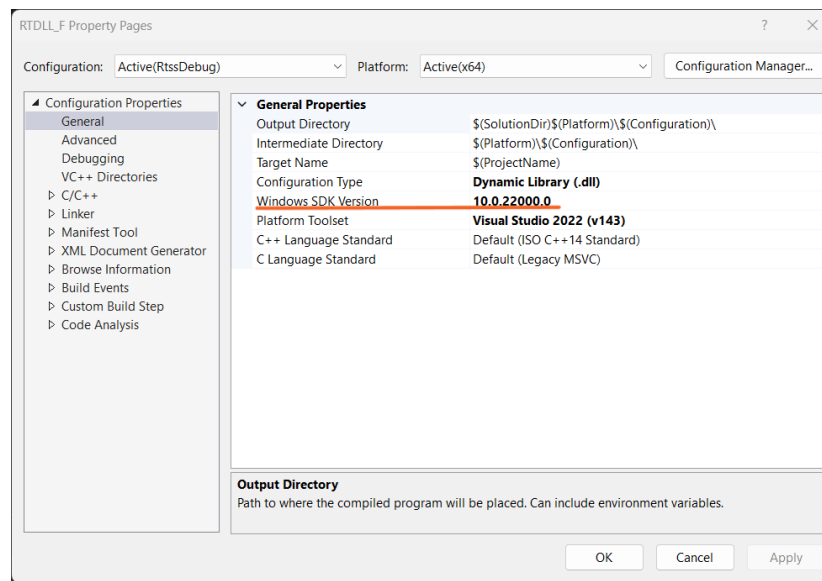 RTDLL_F Property Pages ? ×
Configuration: Active(RtssDebug) Platform: Active(x64) Configuration Manager...
Configuration Properties
General
Advanced
Debugging
VC++ Directories
C/C++
Linker
Manifest Tool
XML Document Generator
Browse Information
Build Events
Custom Build Step
Code Analysis
General Properties
Output Directory $(SolutionDir)$(Platform)\$(Configuration)\
Intermediate Directory $(Platform)\$(Configuration)\
Target Name $(ProjectName)
Configuration Type Dynamic Library (.dll)
Windows SDK Version 10.0.22000.0
Platform Toolset Visual Studio 2022 (v143)
C++ Language Standard Default (ISO C++14 Standard)
C Language Standard Default (Legacy MSVC)
Output Directory
Path to where the compiled program will be placed. Can include environment variables.
OK Cancel Apply